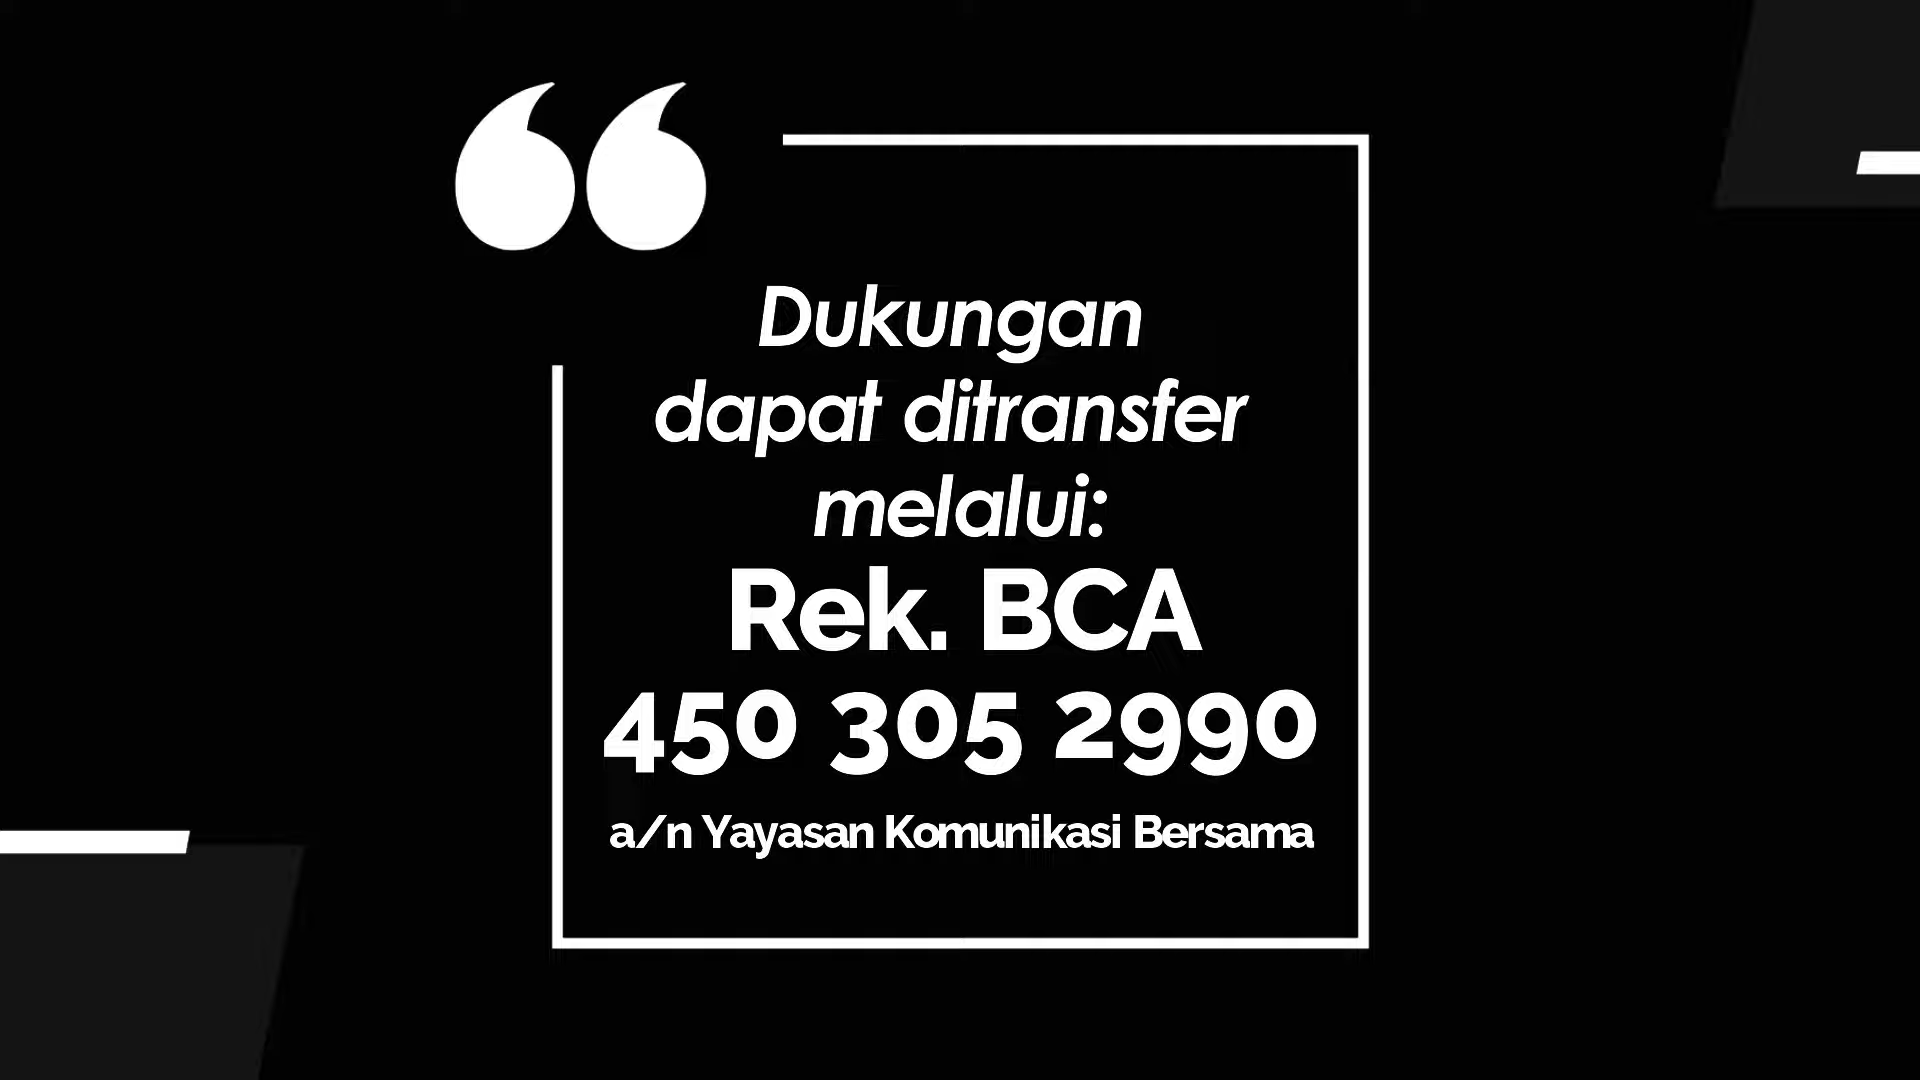 “
Dukungan
dapat ditransfer
melalui:
Rek. BCA
450 305 2990
a/n Yayasan Komunikasi Bersama